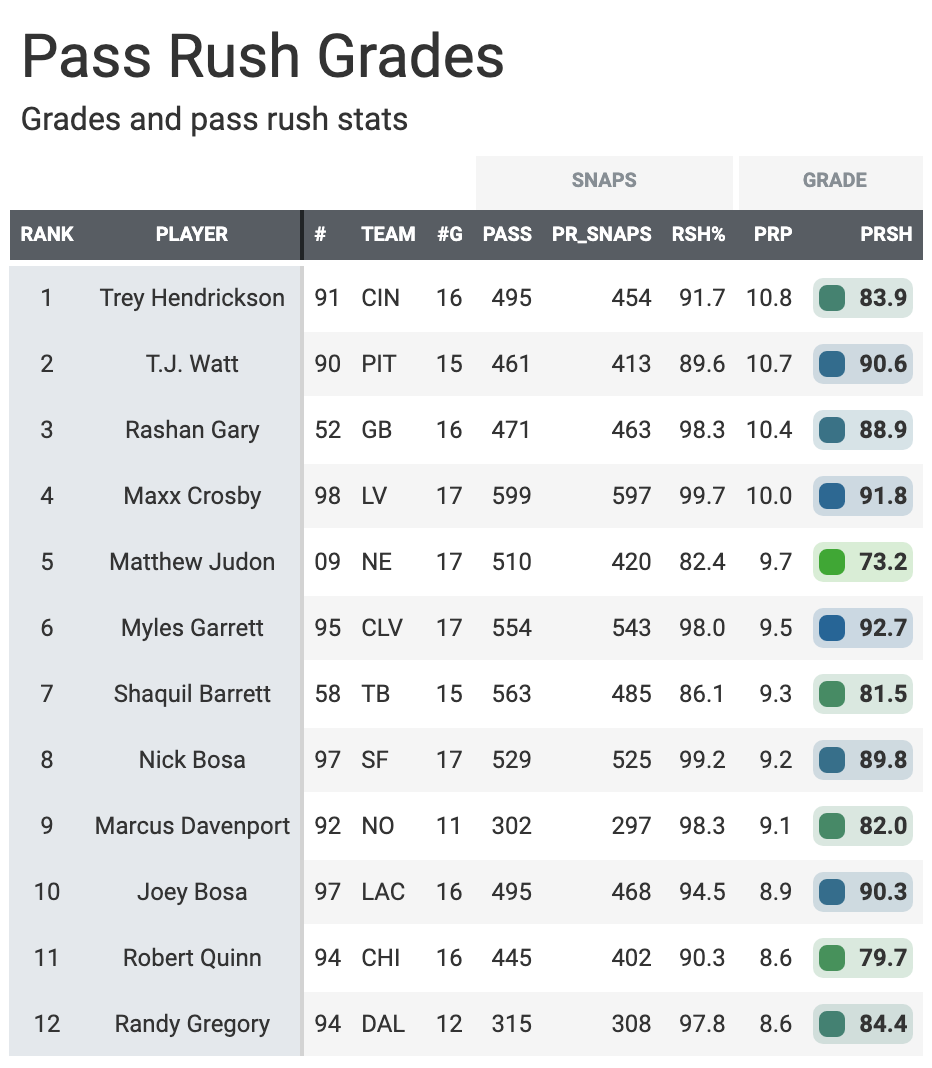 Pass Rush Grades
Grades and pass rush stats
SNAPS GRADE
RANK PLAYER # TEAM #G PASS PR_SNAPS RSH% PRP PRSH
1 Trey Hendrickson 91 CIN 16 495 454 91.7 10.8 83.9
2 T.J. Watt 90 PIT 15 461 413 89.6 10.7 90.6
3 Rashan Gary 52 GB 16 471 463 98.3 10.4 88.9
4 Maxx Crosby 98 LV 17 599 597 99.7 10.0 91.8
5 Matthew Judon 09 NE 17 510 420 82.4 9.7 73.2
6 Myles Garrett 95 CLV 17 554 543 98.0 9.5 92.7
7 Shaquil Barrett 58 TB 15 563 485 86.1 9.3 81.5
8 Nick Bosa 97 SF 17 529 525 99.2 9.2 89.8
9 Marcus Davenport 92 NO 11 302 297 98.3 9.1 82.0
10 Joey Bosa 97 LAC 16 495 468 94.5 8.9 90.3
11 Robert Quinn 94 CHI 16 445 402 90.3 8.6 79.7
12 Randy Gregory 94 DAL 12 315 308 97.8 8.6 84.4